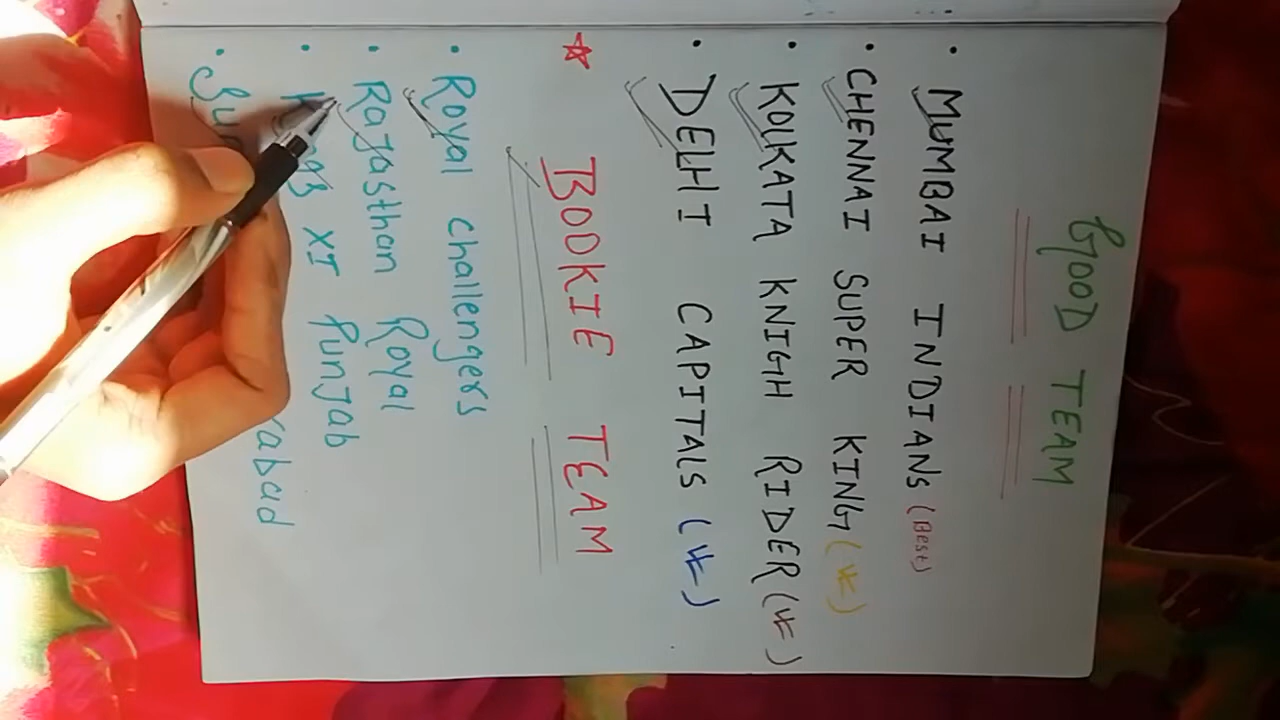 GOOD TEAM
• MUMBAI INDIANS (Best)
• CHENNAI SUPER KING
• KOLKATA KNIGH RIDER
• DELHI CAPITALS
☆ BOOKIE TEAM
• Royal challengers
• Rajasthan Royal
• XI Punjab
•